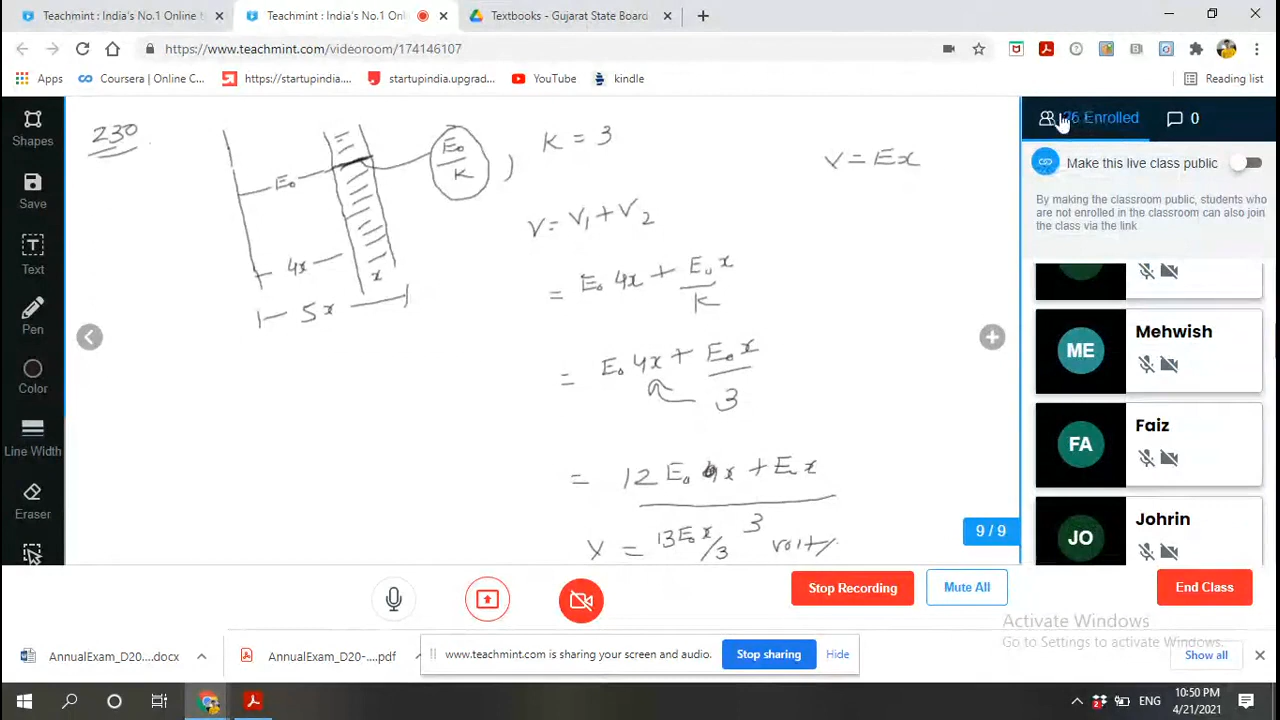 Teachmint : India's No.1 Online t
Teachmint : India's No.1 Onl
Textbooks - Gujarat State Board
https://www.teachmint.com/videoroom/174146107
Apps
Coursera | Online C...
https://startupindia....
startupindia.upgrad...
YouTube
kindle
Reading list
Shapes
Save
Text
Pen
Color
Line Width
Eraser
230
E₀
4x
x
5x
E₀/K
K = 3
V = Ex
V = V₁ + V₂
= E₀ 4x + E₀x/K
= E₀ 4x + E₀x/3
= 12 E₀ x + E₀ x
3
V = 13E₀x/3 volt
9 / 9
Enrolled
0
Make this live class public
By making the classroom public, students who
are not enrolled in the classroom can also join
the class via the link
ME
Mehwish
FA
Faiz
JO
Johrin
Stop Recording
Mute All
End Class
Activate Windows
Go to Settings to activate Windows.
AnnualExam_D20....docx
AnnualExam_D20-....pdf
www.teachmint.com is sharing your screen and audio.
Stop sharing
Hide
Show all
ENG
10:50 PM
4/21/2021